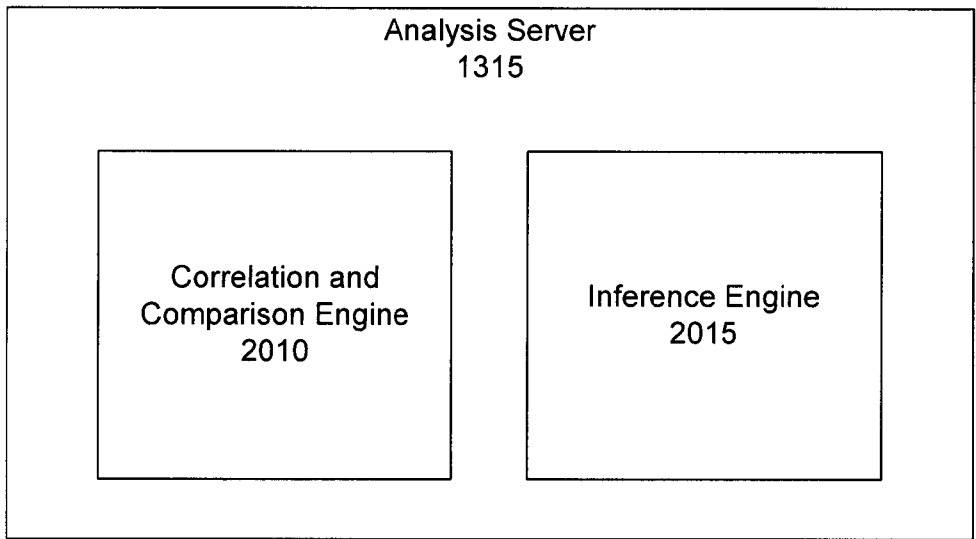 Analysis Server
1315
Correlation and
Comparison Engine
2010
Inference Engine
2015